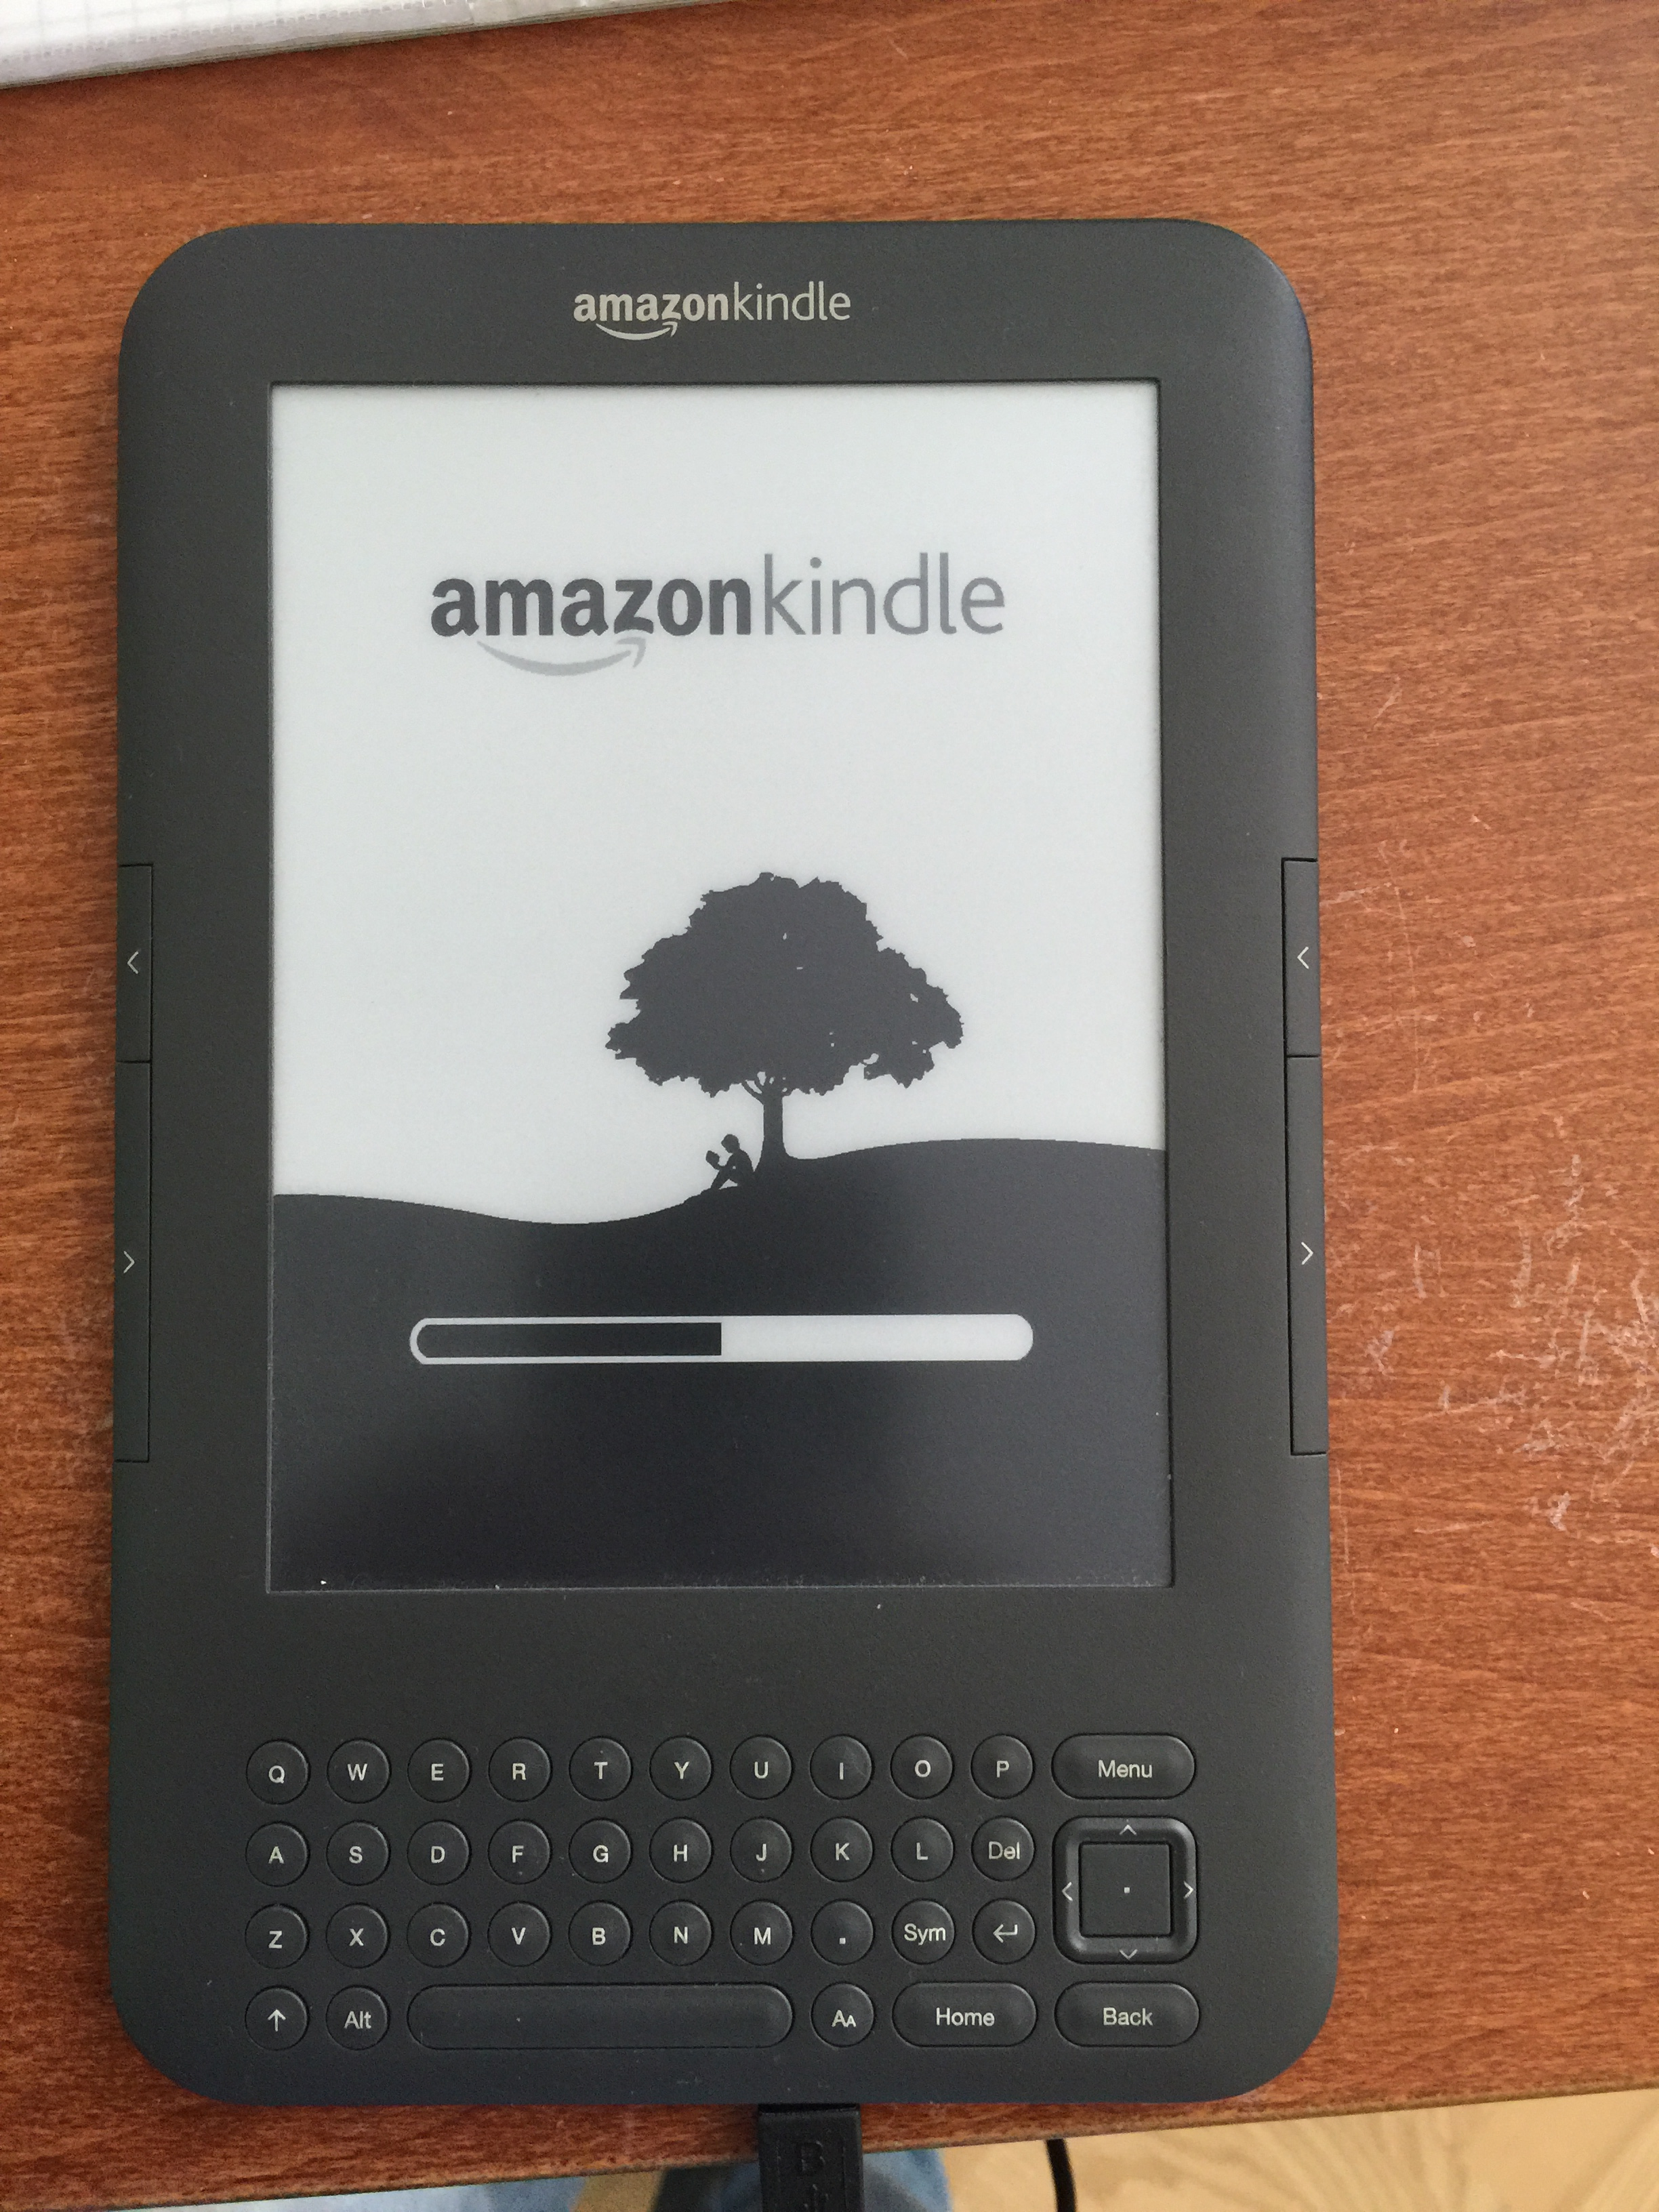 amazonkindle
amazonkindle
Q W E R T Y U I O P Menu
A S D F G H J K L Del
Z X C V B N M . Sym
Alt AA Home Back
B